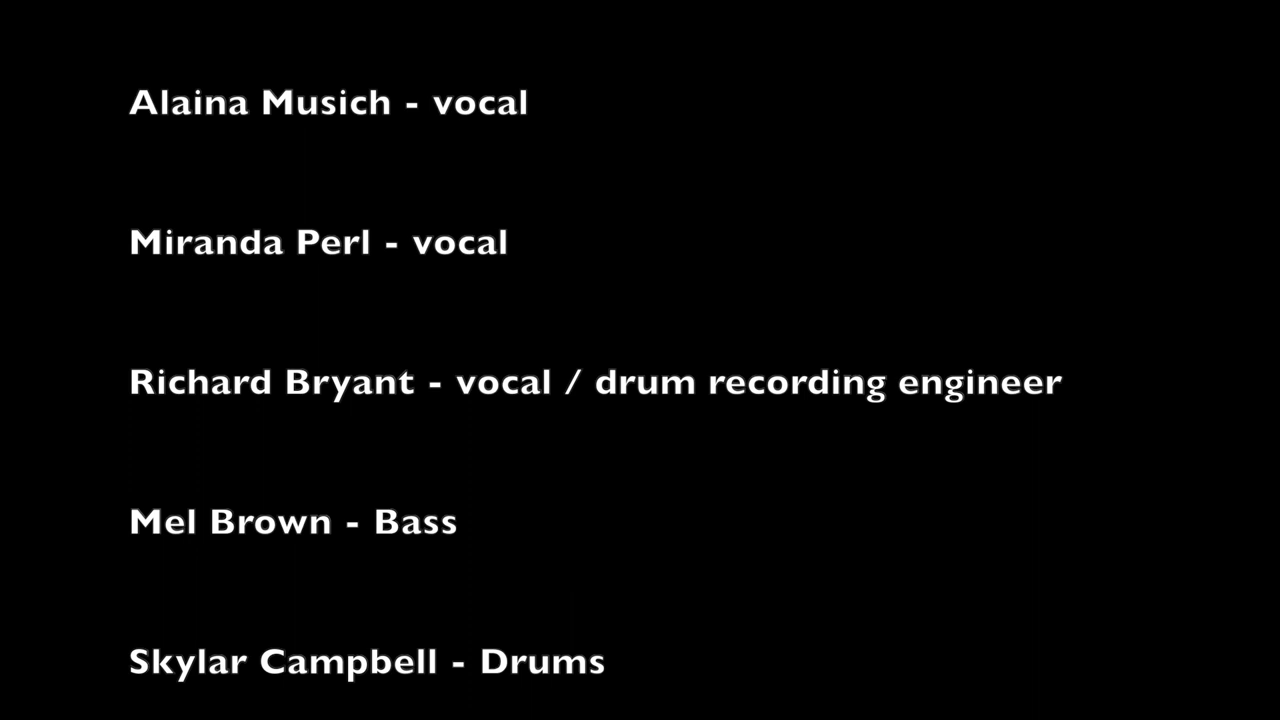 Alaina Musich - vocal
Miranda Perl - vocal
Richard Bryant - vocal / drum recording engineer
Mel Brown - Bass
Skylar Campbell - Drums